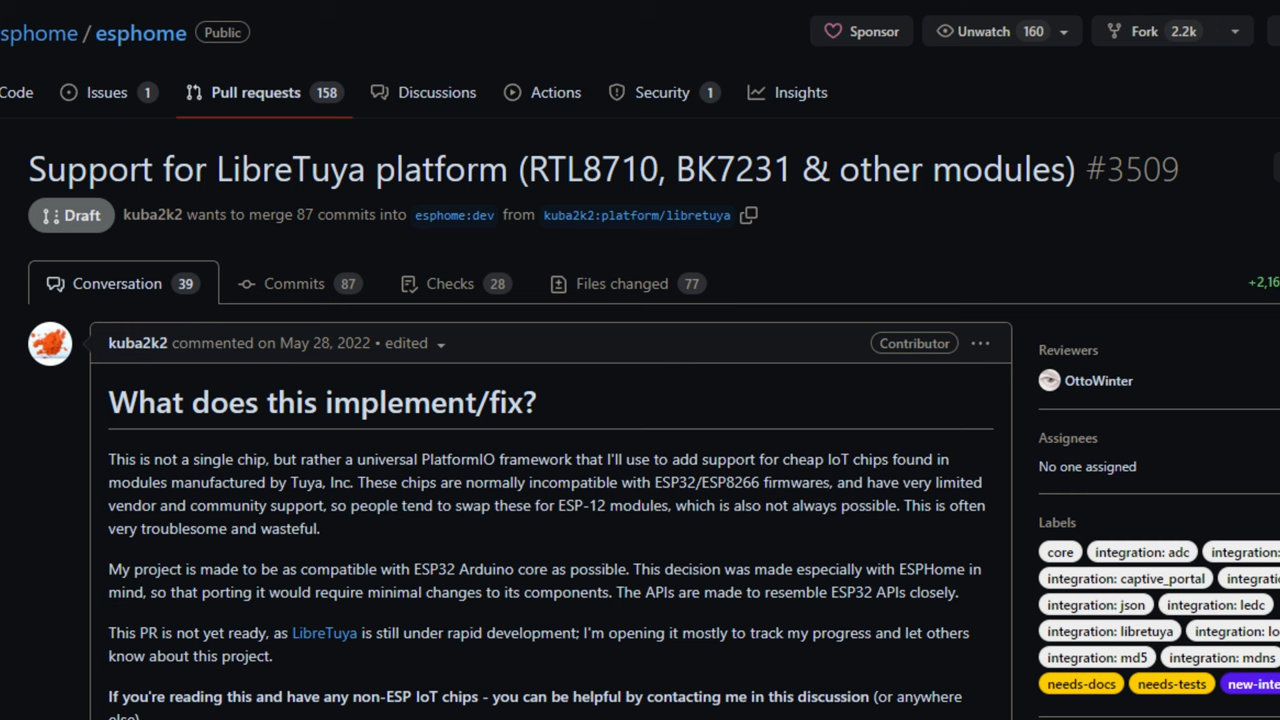 sphome / esphome Public Sponsor Unwatch 160 Fork 2.2k
Code Issues 1 Pull requests 158 Discussions Actions Security 1 Insights
Support for LibreTuya platform (RTL8710, BK7231 & other modules) #3509
Draft kuba2k2 wants to merge 87 commits into esphome:dev from kuba2k2:platform/libretuya
Conversation 39 Commits 87 Checks 28 Files changed 77 +2,16
kuba2k2 commented on May 28, 2022 • edited Contributor ...
What does this implement/fix?
This is not a single chip, but rather a universal PlatformIO framework that I'll use to add support for cheap IoT chips found in
modules manufactured by Tuya, Inc. These chips are normally incompatible with ESP32/ESP8266 firmwares, and have very limited
vendor and community support, so people tend to swap these for ESP-12 modules, which is also not always possible. This is often
very troublesome and wasteful.
My project is made to be as compatible with ESP32 Arduino core as possible. This decision was made especially with ESPHome in
mind, so that porting it would require minimal changes to its components. The APIs are made to resemble ESP32 APIs closely.
This PR is not yet ready, as LibreTuya is still under rapid development; I'm opening it mostly to track my progress and let others
know about this project.
If you're reading this and have any non-ESP IoT chips - you can be helpful by contacting me in this discussion (or anywhere
else)
Reviewers
OttoWinter
Assignees
No one assigned
Labels
core integration: adc integration:
integration: captive_portal integrati
integration: json integration: ledc
integration: libretuya integration: lo
integration: md5 integration: mdns
needs-docs needs-tests new-inte